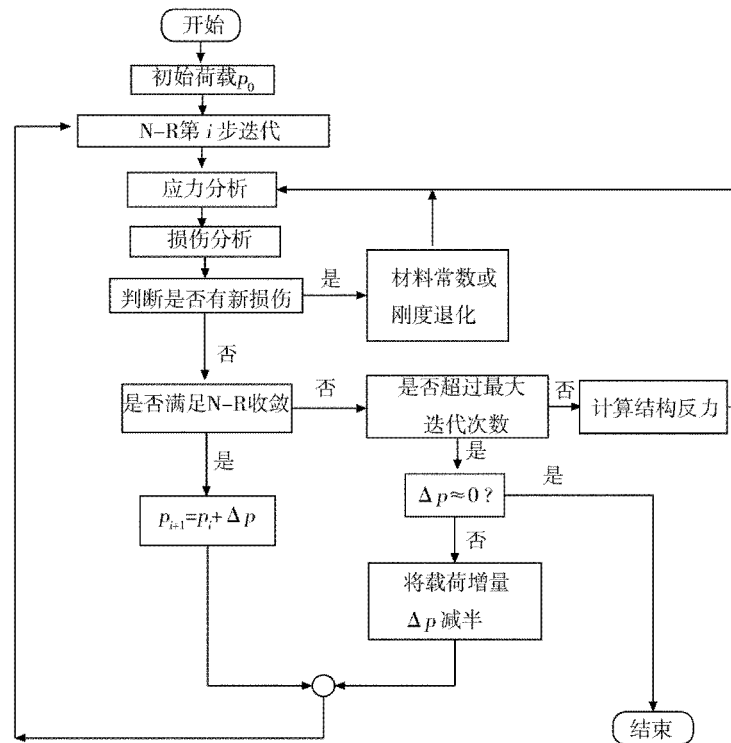 开始
初始荷载p₀
N-R第 i 步迭代
应力分析
损伤分析
判断是否有新损伤
是
材料常数或
刚度退化
否
是否满足N-R收敛
否
是否超过最大
迭代次数
否
计算结构反力
是
是
pᵢ₊₁=pᵢ+Δp
Δp≈0?
是
否
将载荷增量
Δp 减半
结束